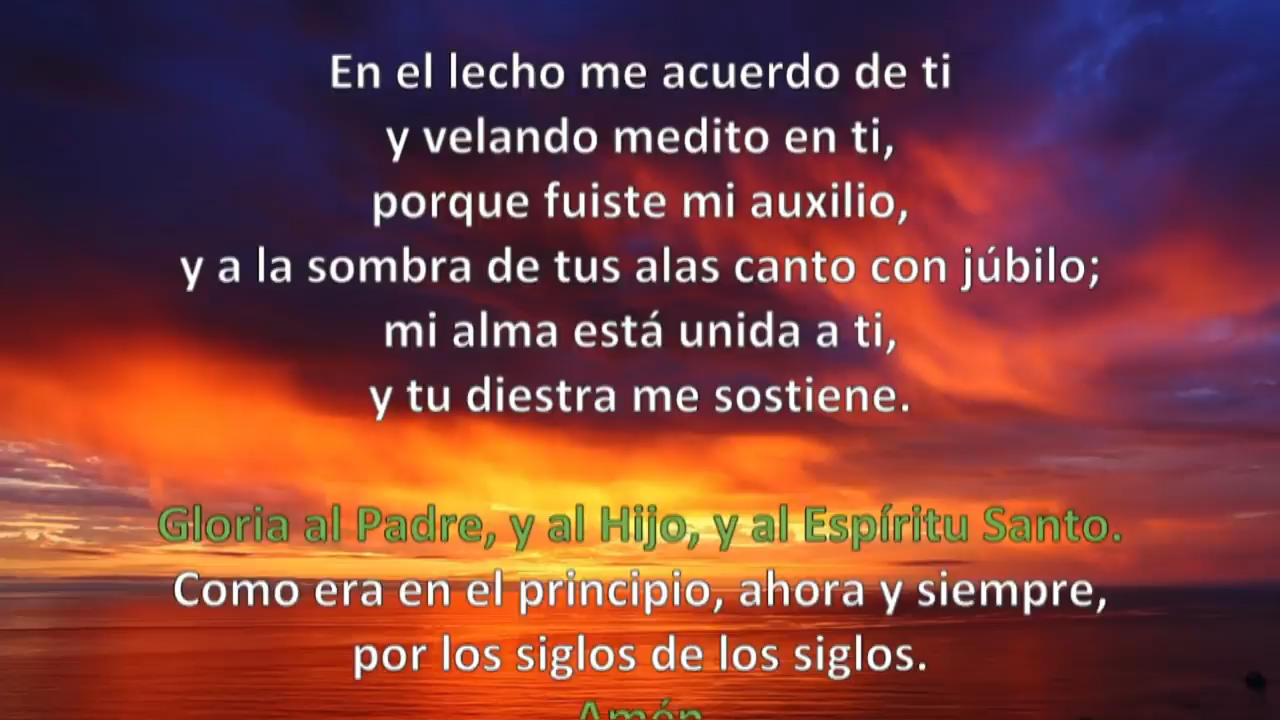 En el lecho me acuerdo de ti
y velando medito en ti,
porque fuiste mi auxilio,
y a la sombra de tus alas canto con júbilo;
mi alma está unida a ti,
y tu diestra me sostiene.
Gloria al Padre, y al Hijo, y al Espíritu Santo.
Como era en el principio, ahora y siempre,
por los siglos de los siglos.
Amén